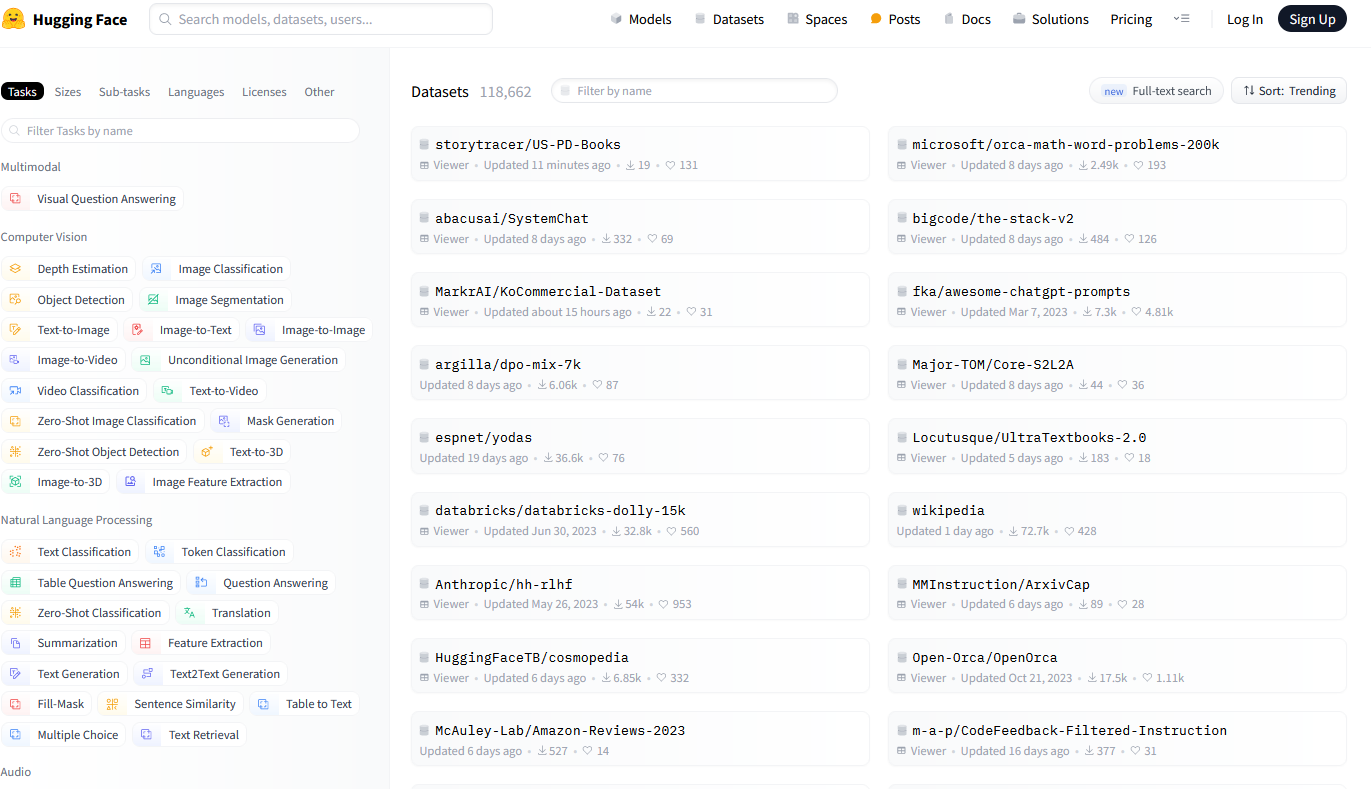 Hugging Face
Search models, datasets, users...
Models
Datasets
Spaces
Posts
Docs
Solutions
Pricing
Log In
Sign Up
Tasks Sizes Sub-tasks Languages Licenses Other
Filter Tasks by name
Multimodal
Visual Question Answering
Computer Vision
Depth Estimation Image Classification
Object Detection Image Segmentation
Text-to-Image Image-to-Text Image-to-Image
Image-to-Video Unconditional Image Generation
Video Classification Text-to-Video
Zero-Shot Image Classification Mask Generation
Zero-Shot Object Detection Text-to-3D
Image-to-3D Image Feature Extraction
Natural Language Processing
Text Classification Token Classification
Table Question Answering Question Answering
Zero-Shot Classification Translation
Summarization Feature Extraction
Text Generation Text2Text Generation
Fill-Mask Sentence Similarity Table to Text
Multiple Choice Text Retrieval
Audio
Datasets 118,662
Filter by name
new Full-text search
Sort: Trending
storytracer/US-PD-Books
Viewer • Updated 11 minutes ago • 19 • 131
microsoft/orca-math-word-problems-200k
Viewer • Updated 8 days ago • 2.49k • 193
abacusai/SystemChat
Viewer • Updated 8 days ago • 332 • 69
bigcode/the-stack-v2
Viewer • Updated 8 days ago • 484 • 126
MarkrAI/KoCommercial-Dataset
Viewer • Updated about 15 hours ago • 22 • 31
fka/awesome-chatgpt-prompts
Viewer • Updated Mar 7, 2023 • 7.3k • 4.81k
argilla/dpo-mix-7k
Updated 8 days ago • 6.06k • 87
Major-TOM/Core-S2L2A
Viewer • Updated 8 days ago • 44 • 36
espnet/yodas
Updated 19 days ago • 36.6k • 76
Locutusque/UltraTextbooks-2.0
Viewer • Updated 5 days ago • 183 • 18
databricks/databricks-dolly-15k
Viewer • Updated Jun 30, 2023 • 32.8k • 560
wikipedia
Updated 1 day ago • 72.7k • 428
Anthropic/hh-rlhf
Viewer • Updated May 26, 2023 • 54k • 953
MMInstruction/ArxivCap
Viewer • Updated 6 days ago • 89 • 28
HuggingFaceTB/cosmopedia
Viewer • Updated 6 days ago • 6.85k • 332
Open-Orca/OpenOrca
Viewer • Updated Oct 21, 2023 • 17.5k • 1.11k
McAuley-Lab/Amazon-Reviews-2023
Updated 6 days ago • 527 • 14
m-a-p/CodeFeedback-Filtered-Instruction
Viewer • Updated 16 days ago • 377 • 31